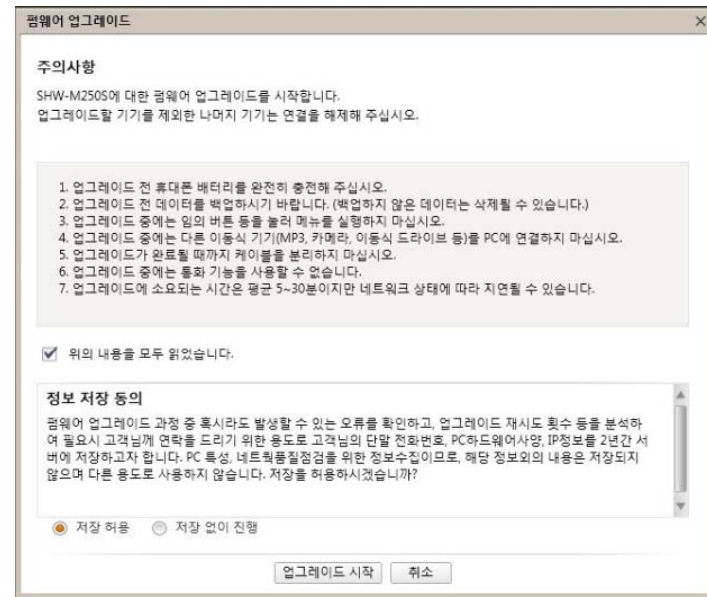 펌웨어 업그레이드
주의사항
SHW-M250S에 대한 펌웨어 업그레이드를 시작합니다.
업그레이드할 기기를 제외한 나머지 기기는 연결을 해제해 주십시오.
1. 업그레이드 전 휴대폰 배터리를 완전히 충전해 주십시오.
2. 업그레이드 전 데이터를 백업하시기 바랍니다. (백업하지 않은 데이터는 삭제될 수 있습니다.)
3. 업그레이드 중에는 임의 버튼 등을 눌러 메뉴를 실행하지 마십시오.
4. 업그레이드 중에는 다른 이동식 기기(MP3, 카메라, 이동식 드라이브 등)를 PC에 연결하지 마십시오.
5. 업그레이드가 완료될 때까지 케이블을 분리하지 마십시오.
6. 업그레이드 중에는 통화 기능을 사용할 수 없습니다.
7. 업그레이드에 소요되는 시간은 평균 5~30분이지만 네트워크 상태에 따라 지연될 수 있습니다.
위의 내용을 모두 읽었습니다.
정보 저장 동의
펌웨어 업그레이드 과정 중 혹시라도 발생할 수 있는 오류를 확인하고, 업그레이드 재시도 횟수 등을 분석하
여 필요시 고객님께 연락을 드리기 위한 용도로 고객님의 단말 전화번호, PC하드웨어사양, IP정보를 2년간 서
버에 저장하고자 합니다. PC 특성, 네트웍품질점검을 위한 정보수집이므로, 해당 정보외의 내용은 저장되지
않으며 다른 용도로 사용하지 않습니다. 저장을 허용하시겠습니까?
저장 허용 저장 없이 진행
업그레이드 시작 취소